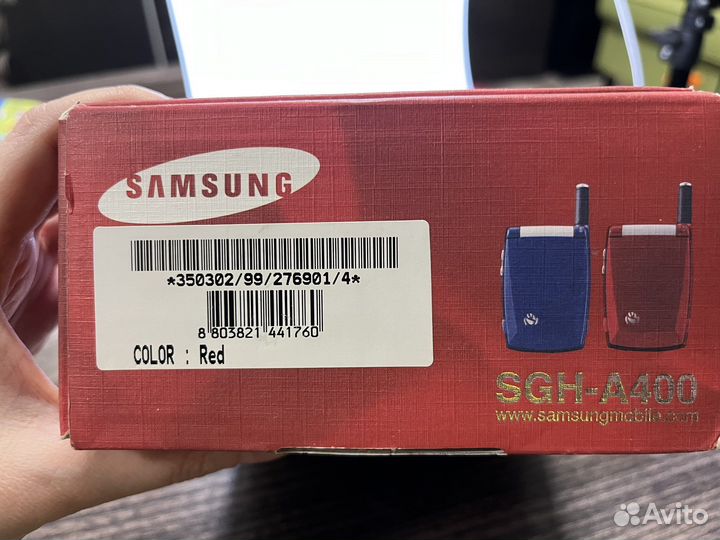 SAMSUNG
*350302/99/276901/4*
8 803821 441760
COLOR : Red
SGH-A400
www.samsungmobile.com
Avito